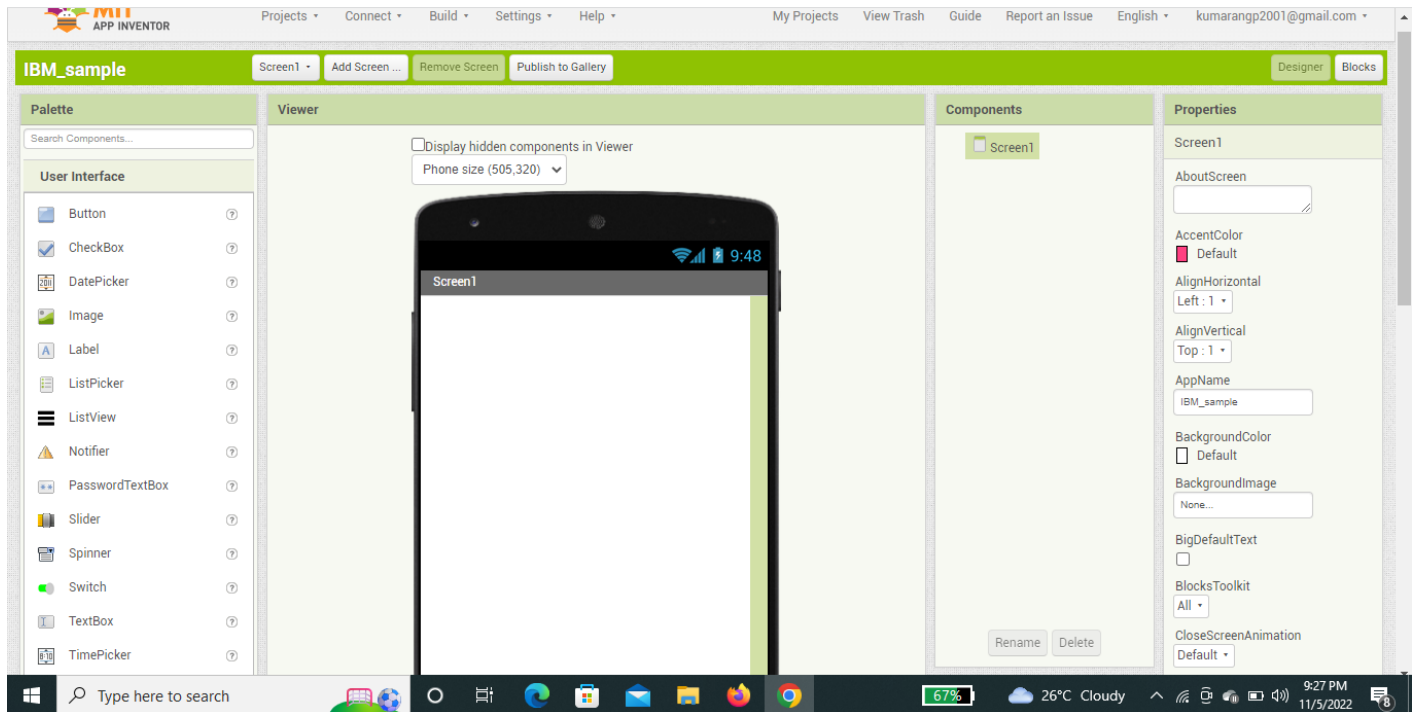 MIT
APP INVENTOR
Projects Connect Build Settings Help My Projects View Trash Guide Report an Issue English kumarangp2001@gmail.com
IBM_sample Screen1 Add Screen ... Remove Screen Publish to Gallery Designer Blocks
Palette
Search Components...
User Interface
Button
CheckBox
DatePicker
Image
Label
ListPicker
ListView
Notifier
PasswordTextBox
Slider
Spinner
Switch
TextBox
TimePicker
Viewer
Display hidden components in Viewer
Phone size (505,320)
9:48
Screen1
Components
Screen1
Rename Delete
Properties
Screen1
AboutScreen
AccentColor
Default
AlignHorizontal
Left : 1
AlignVertical
Top : 1
AppName
IBM_sample
BackgroundColor
Default
BackgroundImage
None...
BigDefaultText
BlocksToolkit
All
CloseScreenAnimation
Default
Type here to search 67% 26°C Cloudy 9:27 PM
11/5/2022
8